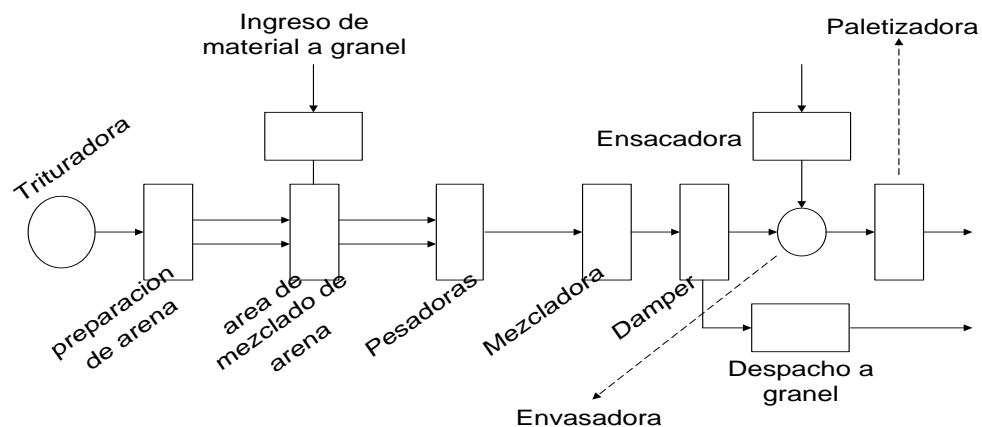 Ingreso de
material a granel
Paletizadora
Trituradora
Ensacadora
preparacion
de arena
area de
mezclado de
arena
Pesadoras
Mezcladora
Damper
Despacho a
granel
Envasadora